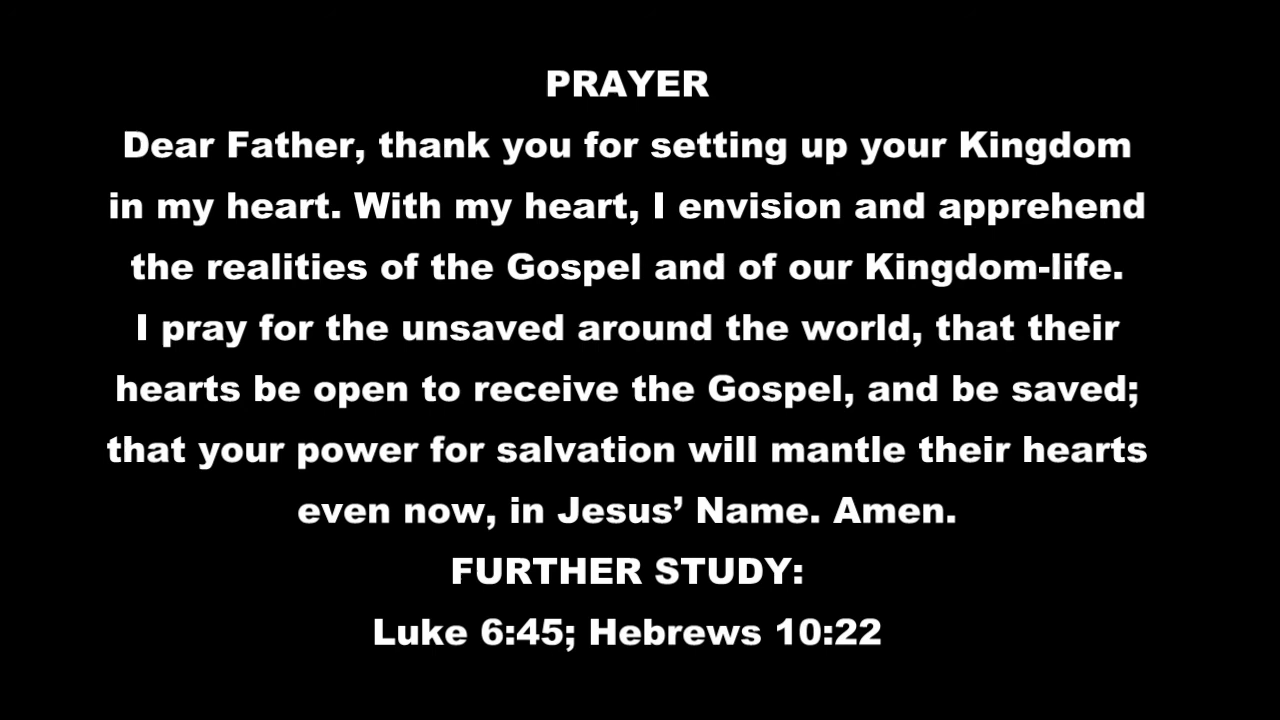 PRAYER
Dear Father, thank you for setting up your Kingdom
in my heart. With my heart, I envision and apprehend
the realities of the Gospel and of our Kingdom-life.
I pray for the unsaved around the world, that their
hearts be open to receive the Gospel, and be saved;
that your power for salvation will mantle their hearts
even now, in Jesus’ Name. Amen.
FURTHER STUDY:
Luke 6:45; Hebrews 10:22